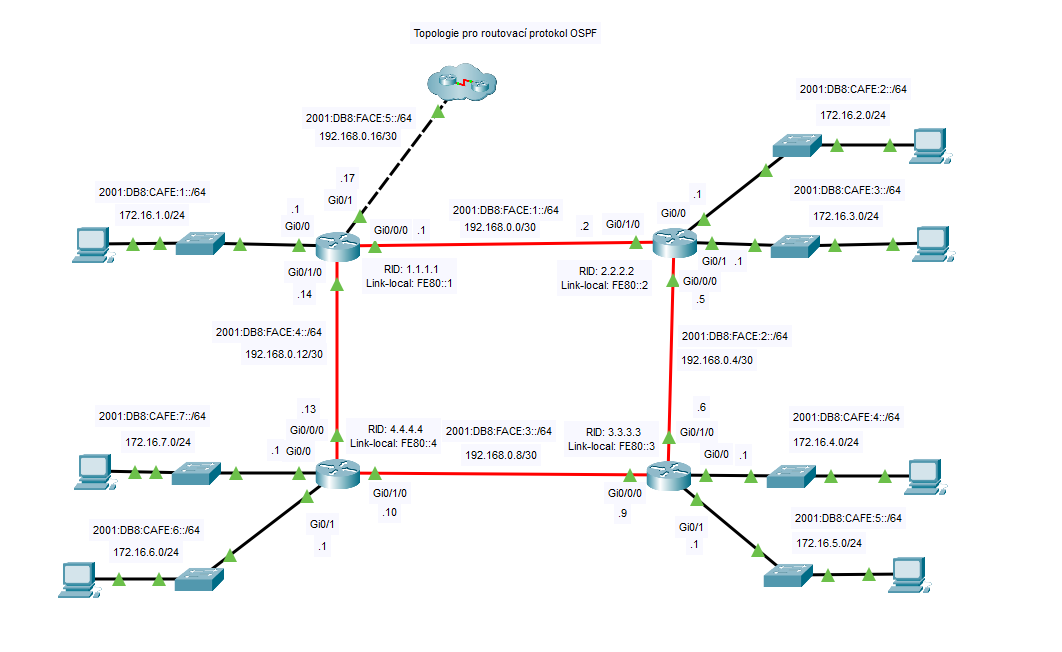 Topologie pro routovací protokol OSPF
2001:DB8:FACE:5::/64
192.168.0.16/30
2001:DB8:CAFE:2::/64
172.16.2.0/24
.17
Gi0/1
2001:DB8:CAFE:1::/64
172.16.1.0/24
.1
Gi0/0
Gi0/0/0
.1
2001:DB8:FACE:1::/64
192.168.0.0/30
.2
Gi0/1/0
Gi0/0
.1
2001:DB8:CAFE:3::/64
172.16.3.0/24
Gi0/1
.1
Gi0/1/0
.14
RID: 1.1.1.1
Link-local: FE80::1
RID: 2.2.2.2
Link-local: FE80::2
Gi0/0/0
.5
2001:DB8:FACE:4::/64
192.168.0.12/30
2001:DB8:FACE:2::/64
192.168.0.4/30
2001:DB8:CAFE:7::/64
172.16.7.0/24
.13
Gi0/0/0
.1
Gi0/0
RID: 4.4.4.4
Link-local: FE80::4
2001:DB8:FACE:3::/64
192.168.0.8/30
RID: 3.3.3.3
Link-local: FE80::3
.6
Gi0/1/0
Gi0/0
.1
2001:DB8:CAFE:4::/64
172.16.4.0/24
Gi0/1/0
.10
Gi0/0/0
.9
2001:DB8:CAFE:6::/64
172.16.6.0/24
Gi0/1
.1
Gi0/1
.1
2001:DB8:CAFE:5::/64
172.16.5.0/24